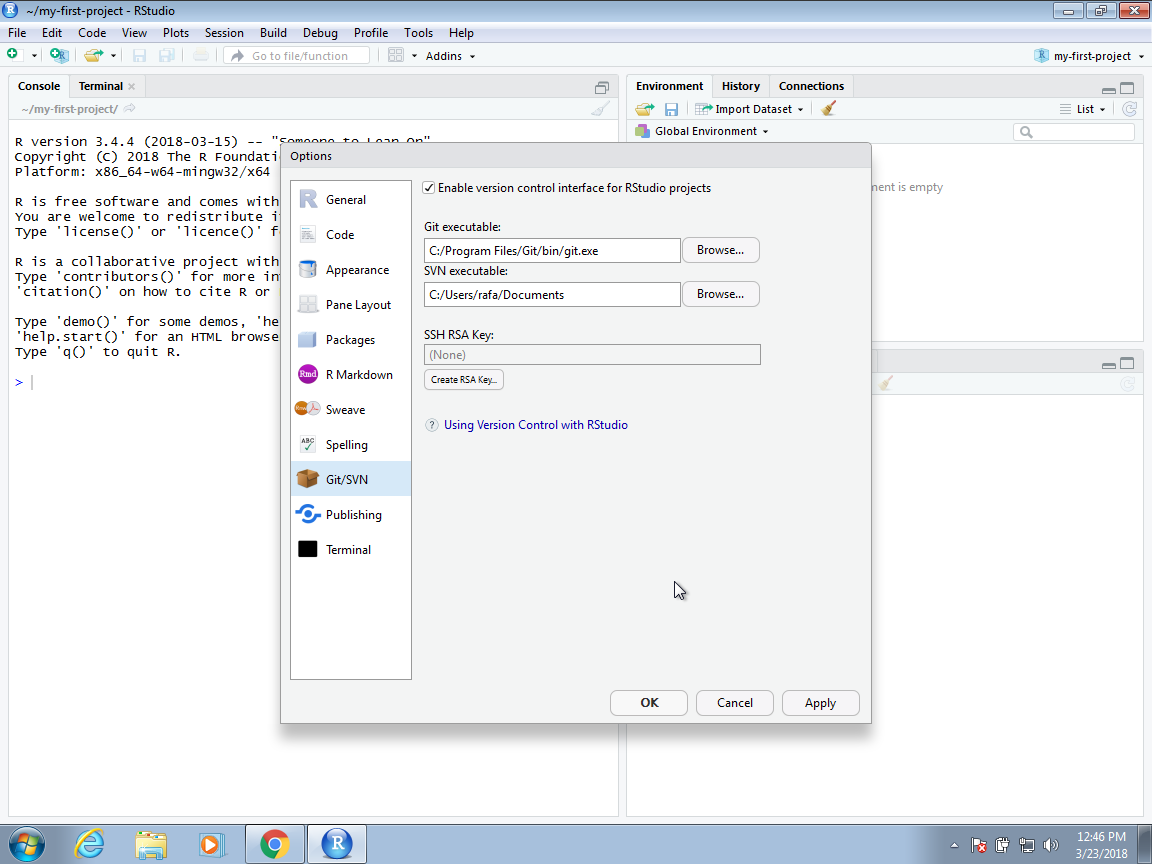 ~/my-first-project - RStudio
File Edit Code View Plots Session Build Debug Profile Tools Help
Go to file/function Addins my-first-project
Console Terminal
Environment History Connections
~/my-first-project/
Import Dataset List
Global Environment
R version 3.4.4 (2018-03-15) -- "Someone to Lean On"
Copyright (C) 2018 The R Foundati
Platform: x86_64-w64-mingw32/x64
R is free software and comes with
You are welcome to redistribute i
Type 'license()' or 'licence()' f
R is a collaborative project with
Type 'contributors()' for more in
'citation()' on how to cite R or
Type 'demo()' for some demos, 'he
'help.start()' for an HTML browse
Type 'q()' to quit R.
>
ment is empty
Options
General
Code
Appearance
Pane Layout
Packages
Rmd R Markdown
Rnw Sweave
ABC Spelling
Git/SVN
Publishing
Terminal
Enable version control interface for RStudio projects
Git executable:
C:/Program Files/Git/bin/git.exe Browse...
SVN executable:
C:/Users/rafa/Documents Browse...
SSH RSA Key:
(None)
Create RSA Key...
? Using Version Control with RStudio
OK Cancel Apply
12:46 PM
3/23/2018